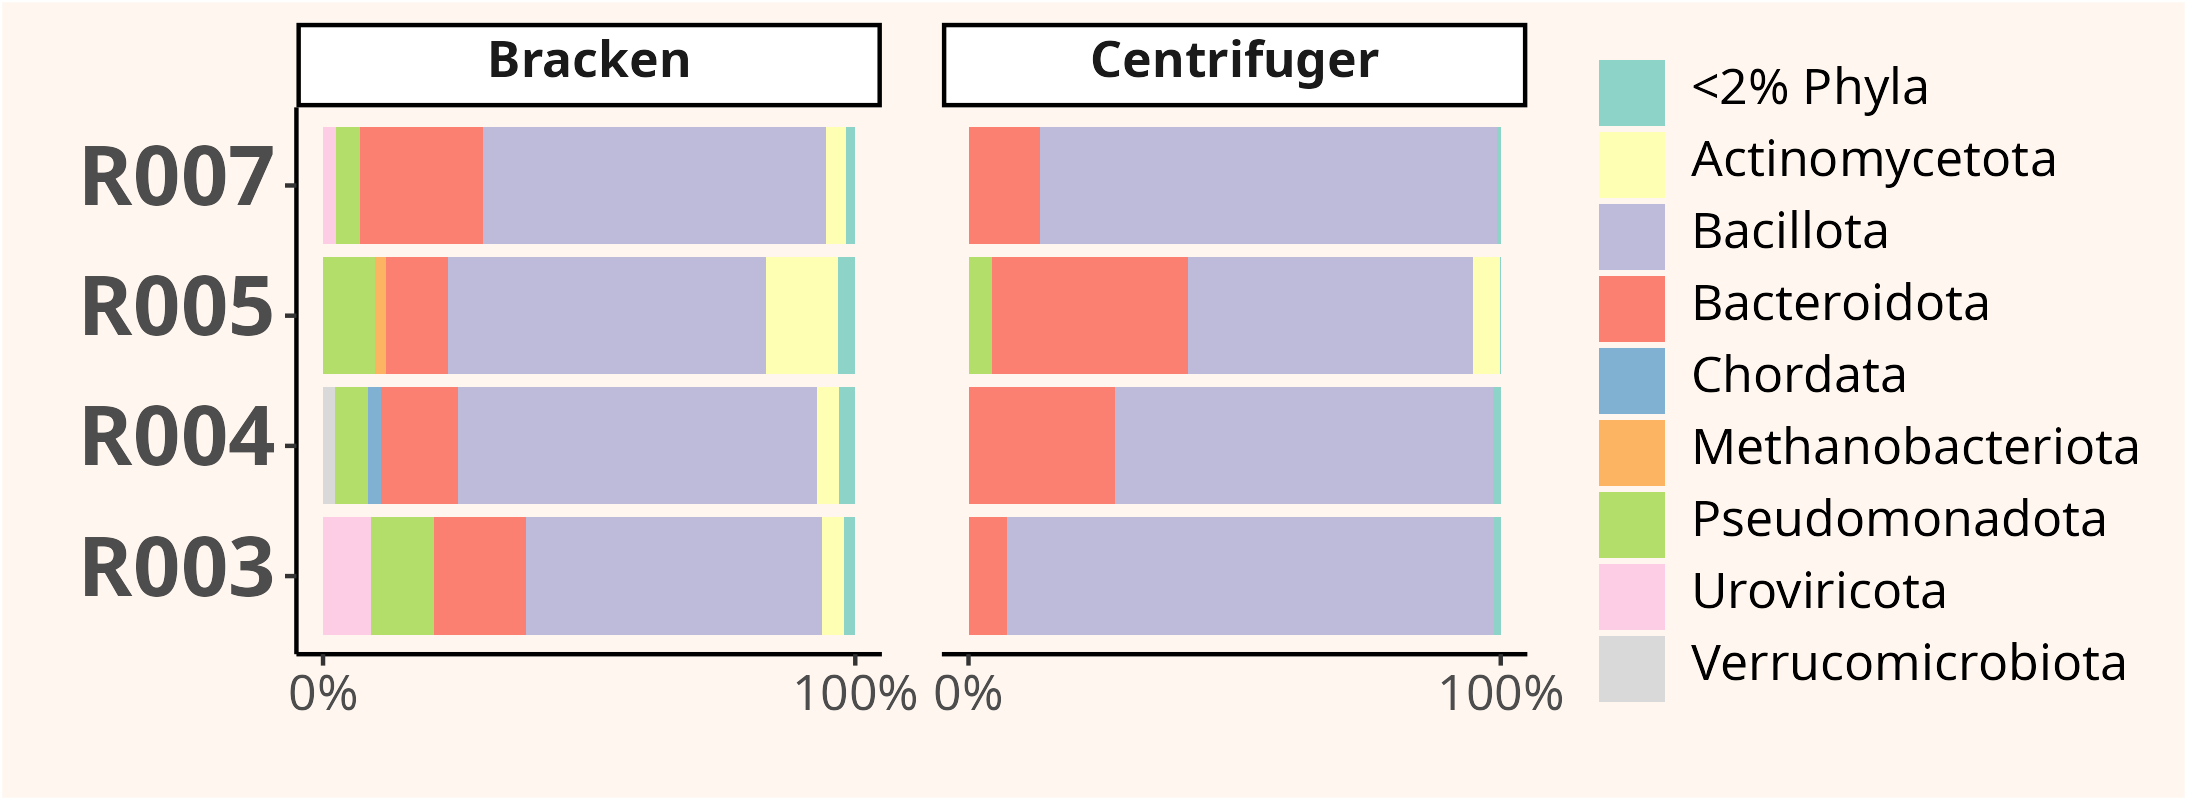 Bracken
Centrifuger
R007
R005
R004
R003
0%
100%
0%
100%
<2% Phyla
Actinomycetota
Bacillota
Bacteroidota
Chordata
Methanobacteriota
Pseudomonadota
Uroviricota
Verrucomicrobiota